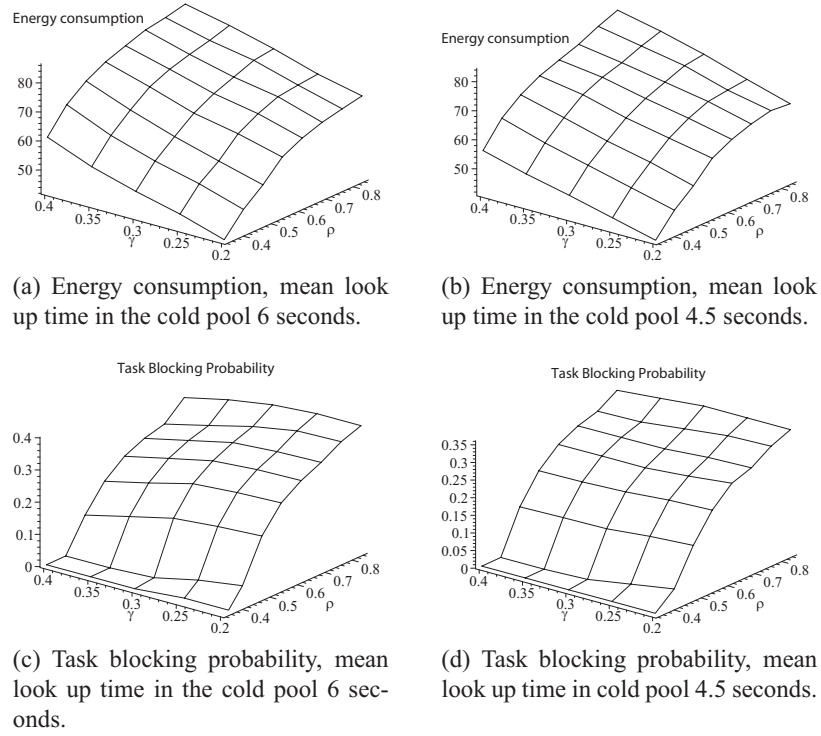 Energy consumption
80
70
60
50
0.4
0.35
0.3
γ
0.25
0.2
0.4
0.5
0.6
ρ
0.7
0.8
(a) Energy consumption, mean look
up time in the cold pool 6 seconds.
Energy consumption
80
70
60
50
0.4
0.35
0.3
γ
0.25
0.2
0.4
0.5
0.6
ρ
0.7
0.8
(b) Energy consumption, mean look
up time in the cold pool 4.5 seconds.
Task Blocking Probability
0.4
0.3
0.2
0.1
0
0.4
0.35
0.3
γ
0.25
0.2
0.4
0.5
0.6
ρ
0.7
0.8
(c) Task blocking probability, mean
look up time in the cold pool 6 sec-
onds.
Task Blocking Probability
0.35
0.3
0.25
0.2
0.15
0.1
0.05
0
0.4
0.35
0.3
γ
0.25
0.2
0.4
0.5
0.6
ρ
0.7
0.8
(d) Task blocking probability, mean
look up time in cold pool 4.5 seconds.